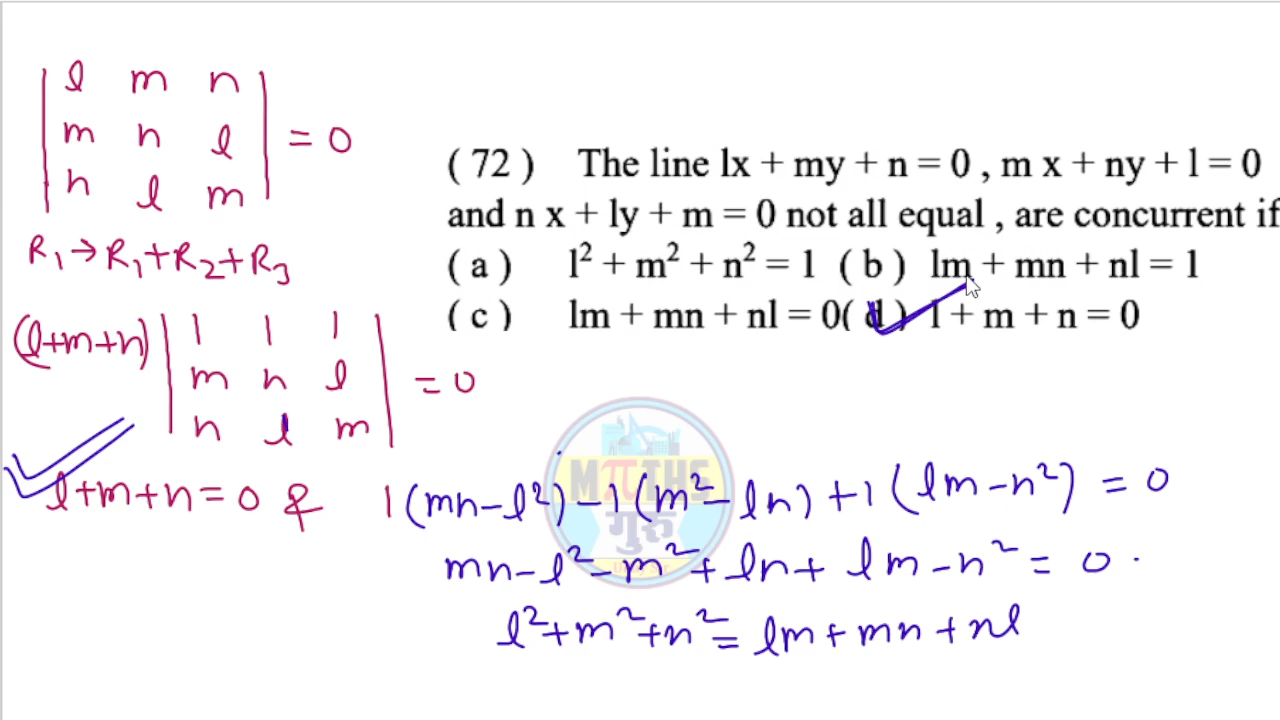 | l m n |
| m n l | = 0
| n l m |
R₁ → R₁ + R₂ + R₃
(l+m+n) | 1 1 1 |
| m n l | = 0
| n l m |
l+m+n = 0 &
( 72 ) The line lx + my + n = 0 , m x + ny + l = 0
and n x + ly + m = 0 not all equal , are concurrent if
( a ) l² + m² + n² = 1 ( b ) lm + mn + nl = 1
( c ) lm + mn + nl = 0( d ) l + m + n = 0
1(mn - l²) - 1(m² - ln) + 1(lm - n²) = 0
mn - l² - m² + ln + lm - n² = 0 .
l² + m² + n² = lm + mn + nl
MπTHS
गुरु